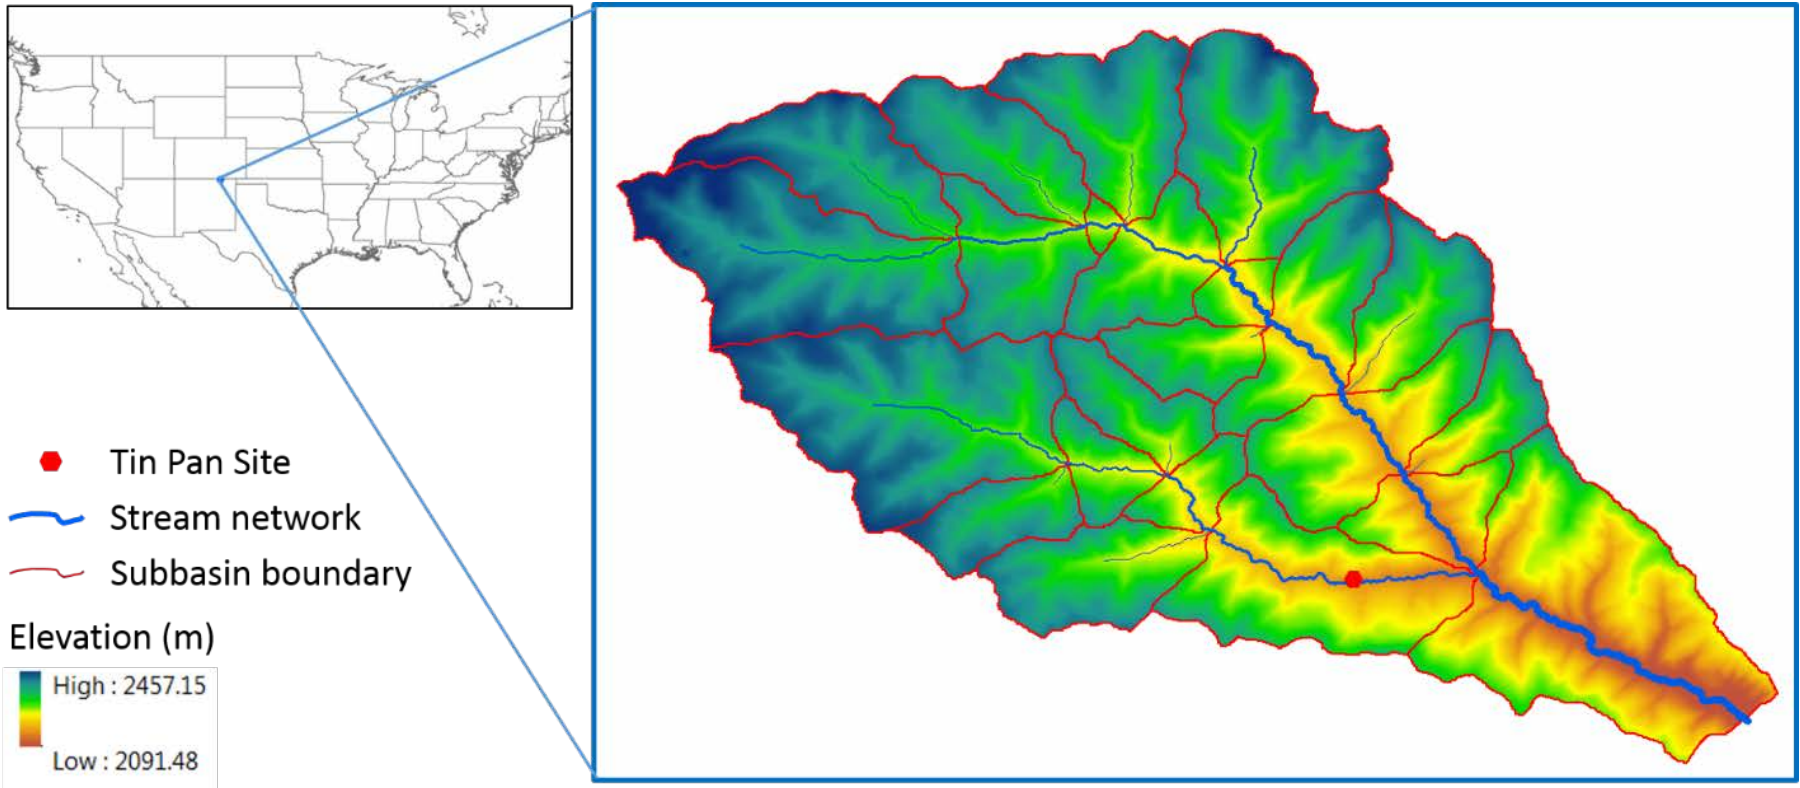 Tin Pan Site
Stream network
Subbasin boundary
Elevation (m)
High : 2457.15
Low : 2091.48